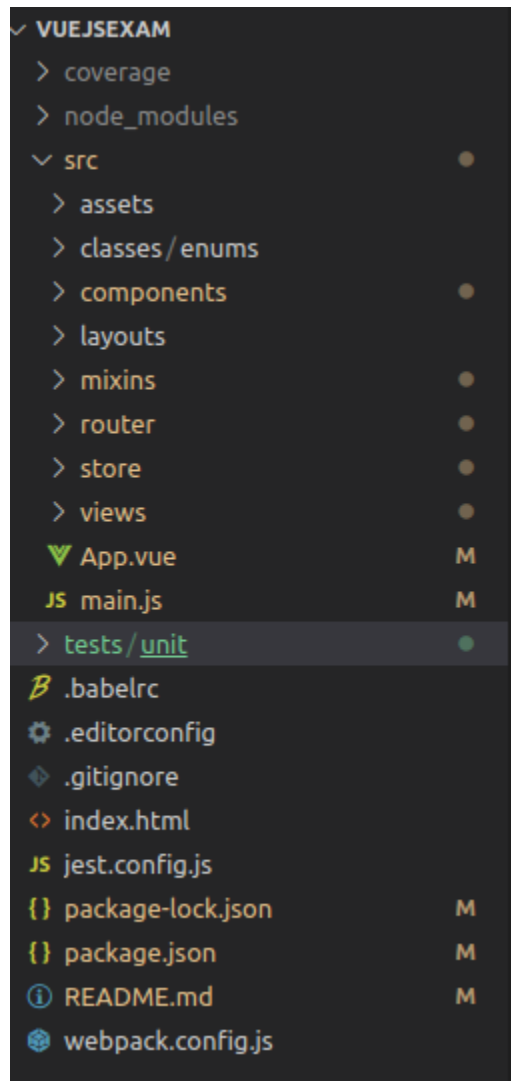 VUEJSEXAM
coverage
node_modules
src
assets
classes/enums
components
layouts
mixins
router
store
views
App.vue M
JS main.js M
tests/unit
B .babelrc
.editorconfig
.gitignore
<> index.html
JS jest.config.js
{} package-lock.json M
{} package.json M
README.md M
webpack.config.js